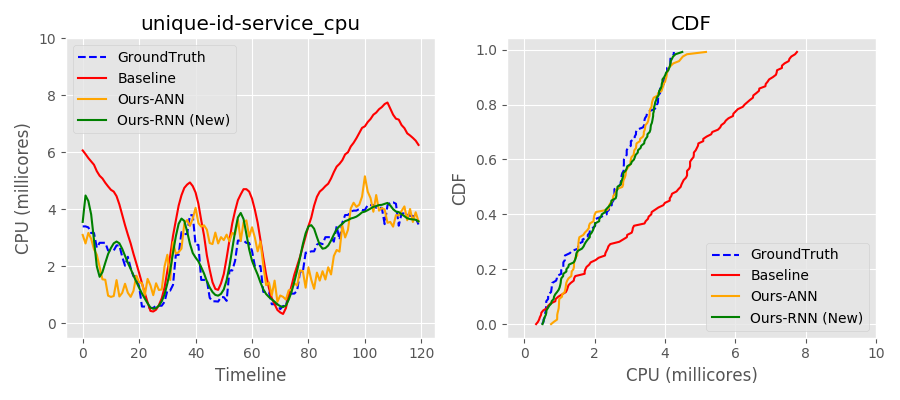 unique-id-service_cpu
CPU (millicores)
10
8
6
4
2
0
GroundTruth
Baseline
Ours-ANN
Ours-RNN (New)
0 20 40 60 80 100 120
Timeline
CDF
CDF
1.0
0.8
0.6
0.4
0.2
0.0
GroundTruth
Baseline
Ours-ANN
Ours-RNN (New)
0 2 4 6 8 10
CPU (millicores)